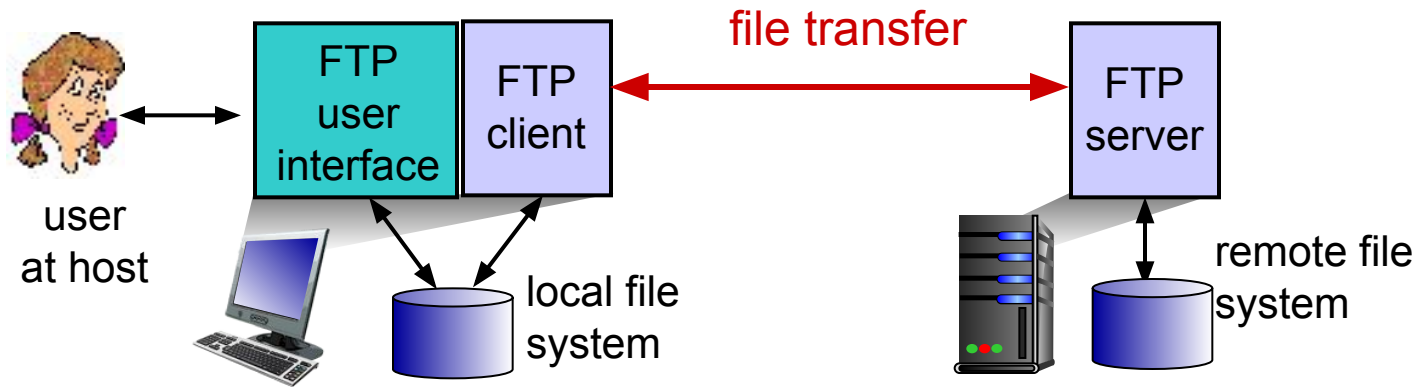 file transfer
FTP
user
interface
FTP
client
FTP
server
user
at host
local file
system
remote file
system